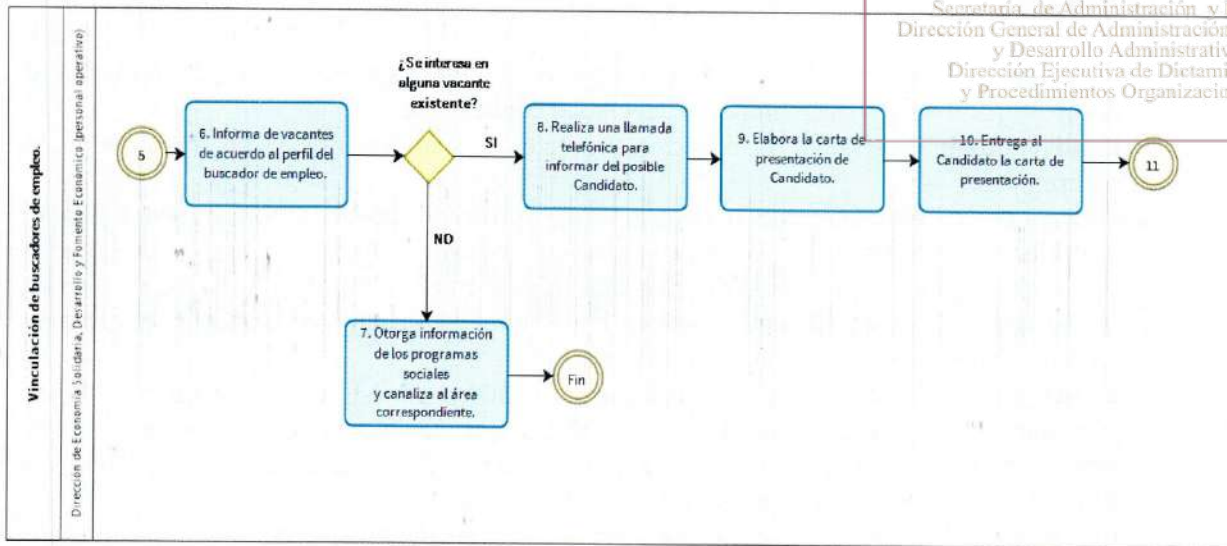 Secretaría de Administración y
Dirección General de Administración
y Desarrollo Administrativ
Dirección Ejecutiva de Dictami
y Procedimientos Organizacio
Vinculación de buscadores de empleo.
Dirección de Economía Solidaria, Desarrollo y Fomento Económico (personal operativo)
5
6. Informa de vacantes
de acuerdo al perfil del
buscador de empleo.
¿Se interesa en
alguna vacante
existente?
SI
8. Realiza una llamada
telefónica para
informar del posible
Candidato.
9. Elabora la carta de
presentación de
Candidato.
10. Entrega al
Candidato la carta de
presentación.
11
NO
7. Otorga información
de los programas
sociales
y canaliza al área
correspondiente.
Fin